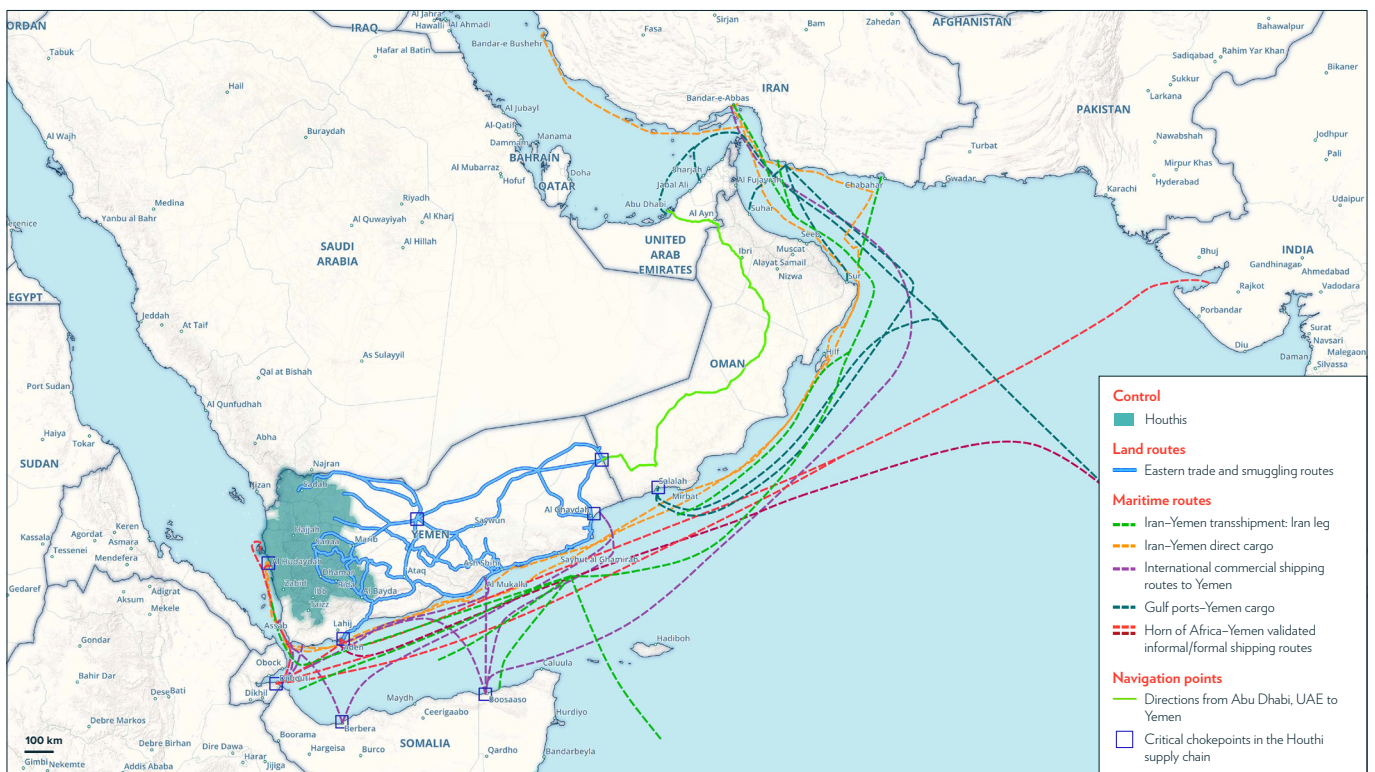 ORDAN
IRAQ
Al Jahra
Hawalli
Al Ahmadi
Sirjan
Bam
Zahedan
AFGHANISTAN
Bahawalpur
Fasa
Tabuk
Hafar al Batin
Bandar-e Bushehr
Sadiqabad
Rahim Yar Khan
Bikaner
Hail
IRAN
Sukkur
Larkana
Bandar-e-Abbas
Al Jubayl
PAKISTAN
Al Wajh
Buraydah
Al-Qatif
Manama
Dammam
Nawabshah
Jodhpur
Turbat
Pali
BAHRAIN
Al Mubarraz
Hofuf
Doha
Sharjah
Mirpur Khas
Hyderabad
QATAR
Jabal Ali
Al Fujayrah
Chabahar
Gwadar
Karachi
Medina
Riyadh
Abu Dhabi
Al Ayn
Suhar
Udaipur
Yanbu al Bahr
Al Quwayiyah
Al Kharj
erenice
Seeb
SAUDI
ARABIA
Al Hillah
UNITED
ARAB
EMIRATES
Ibri
Muscat
Alayat Samail
Nizwa
Bhuj
INDIA
Gandhinagar
Ahmedabad
Sur
Rajkot
Vadodara
EGYPT
Jeddah
At Taif
Porbandar
Surat
Navsari
Diu
Daman
Malegaon
Silvassa
As Sulayyil
Hilf
OMAN
Qal at Bishah
Port Sudan
Al Qunfudhah
Haiya
Tokar
Abha
SUDAN
Najran
Jizan
Sadah
Salalah
Mirbat
Al Ghaydah
Keren
Agordat
Asmara
Kassala
Tessenei
Mendefera
Hajjah
Saywun
YEMEN
Marib
Sanaa
Al Hudaydah
Dhamar
Ataq
Sayhut al Ghamirah
Gedaref
Adigrat
Aksum
Mekele
Zabid
Ibb
Rida
Al Bayda
Al Mukalla
Taizz
Assab
Lahij
Aden
Gondar
Hadiboh
Obock
Caluula
Bahir Dar
Dese
Bati
Dikhil
Djibouti
Maydh
Boosaaso
Hurdiyo
Debre Markos
Ceerigaabo
Berbera
Boorama
Debre Birhan
Dire Dawa
Hargeisa
Burco
SOMALIA
Qardho
Bandarbeyla
Harar
Gimbi
Nekemte
Addis Ababa
Jijiga
100 km
Control
Houthis
Land routes
Eastern trade and smuggling routes
Maritime routes
Iran–Yemen transshipment: Iran leg
Iran–Yemen direct cargo
International commercial shipping
routes to Yemen
Gulf ports–Yemen cargo
Horn of Africa–Yemen validated
informal/formal shipping routes
Navigation points
Directions from Abu Dhabi, UAE to
Yemen
Critical chokepoints in the Houthi
supply chain